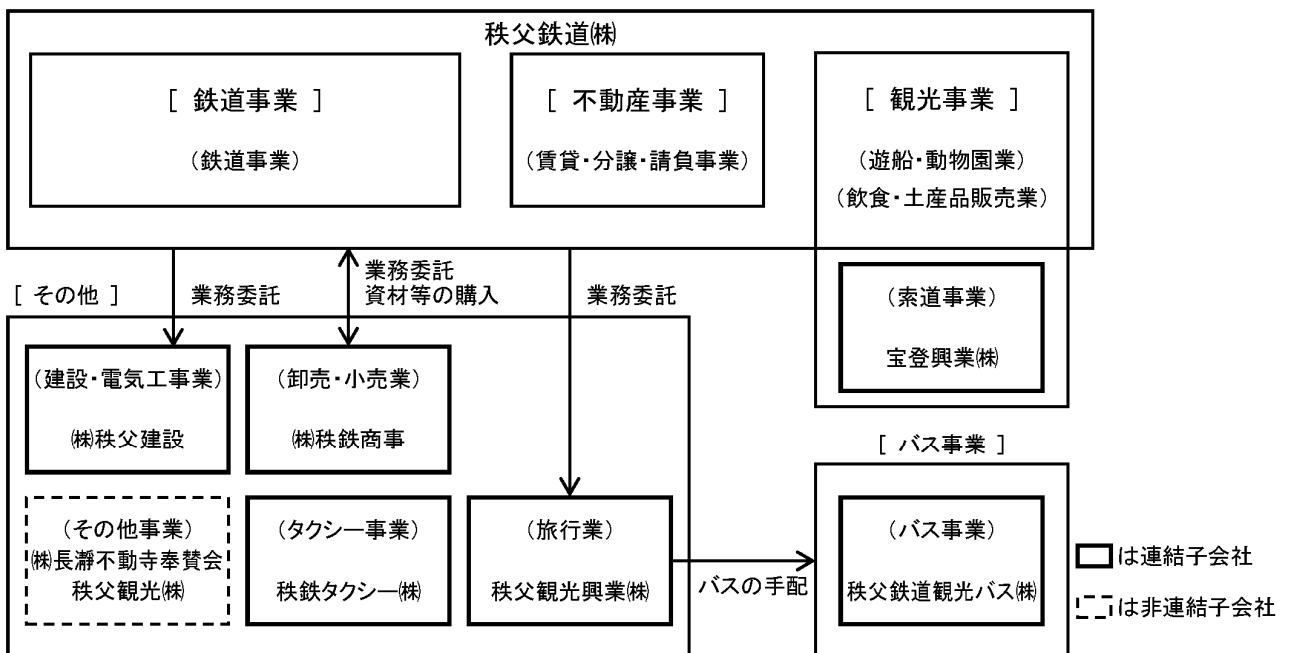 秩父鉄道㈱
[ 鉄道事業 ]
(鉄道事業)
[ 不動産事業 ]
(賃貸・分譲・請負事業)
[ 観光事業 ]
(遊船・動物園業)
(飲食・土産品販売業)
(索道事業)
宝登興業㈱
[ その他 ]
業務委託
業務委託
資材等の購入
業務委託
(建設・電気工事業)
㈱秩父建設
(卸売・小売業)
㈱秩鉄商事
(その他事業)
㈱長瀞不動寺奉賛会
秩父観光㈱
(タクシー事業)
秩鉄タクシー㈱
(旅行業)
秩父観光興業㈱
バスの手配
[ バス事業 ]
(バス事業)
秩父鉄道観光バス㈱
は連結子会社
は非連結子会社